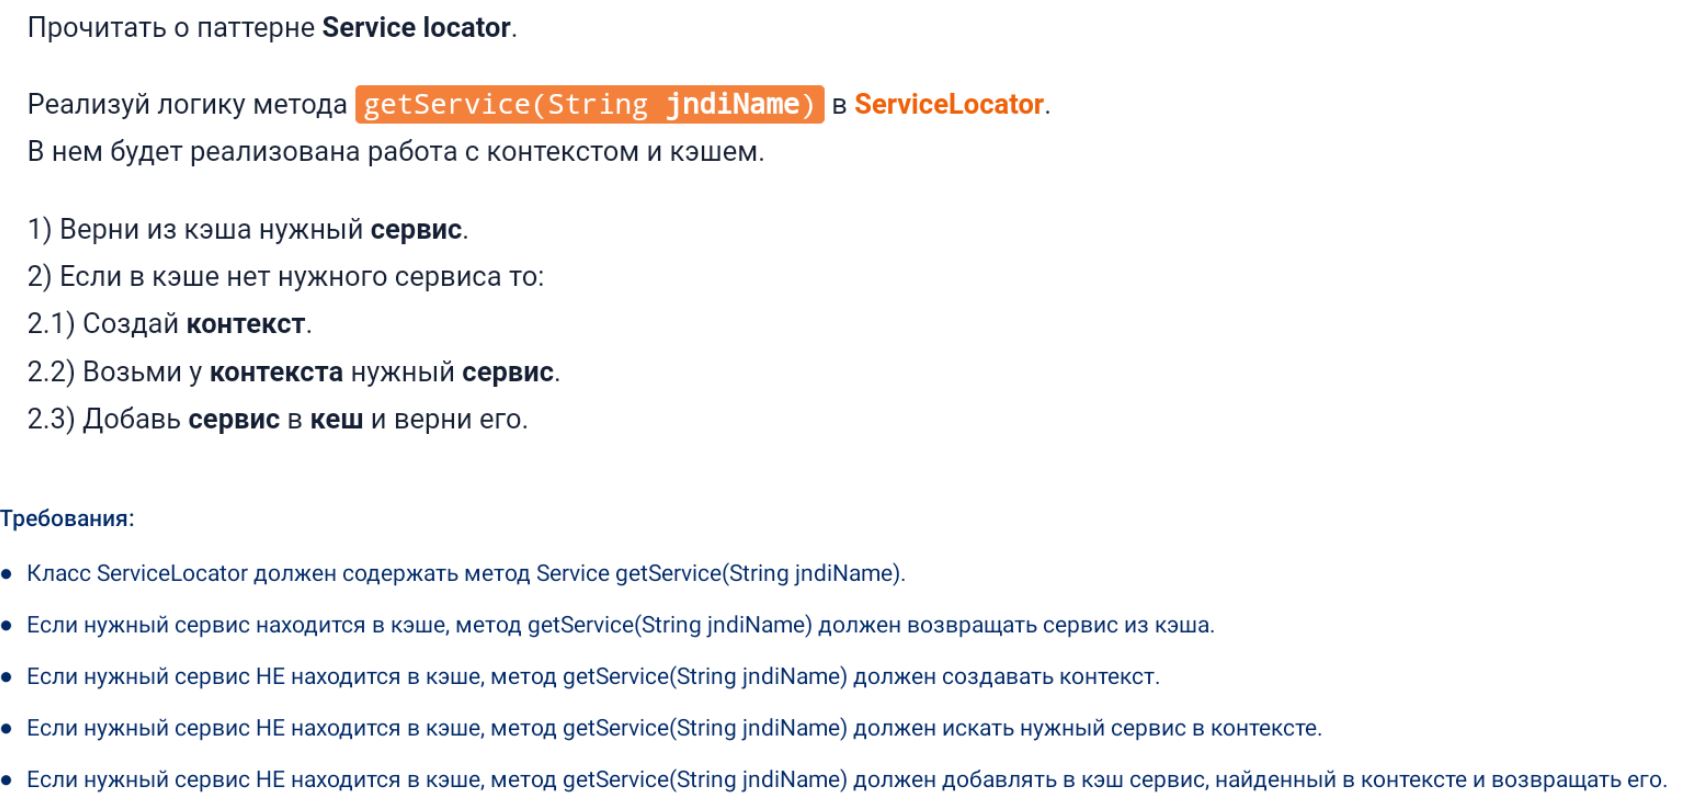 Прочитать о паттерне Service locator.
Реализуй логику метода getService(String jndiName) в ServiceLocator.
В нем будет реализована работа с контекстом и кэшем.
1) Верни из кэша нужный сервис.
2) Если в кэше нет нужного сервиса то:
2.1) Создай контекст.
2.2) Возьми у контекста нужный сервис.
2.3) Добавь сервис в кеш и верни его.
Требования:
● Класс ServiceLocator должен содержать метод Service getService(String jndiName).
● Если нужный сервис находится в кэше, метод getService(String jndiName) должен возвращать сервис из кэша.
● Если нужный сервис НЕ находится в кэше, метод getService(String jndiName) должен создавать контекст.
● Если нужный сервис НЕ находится в кэше, метод getService(String jndiName) должен искать нужный сервис в контексте.
● Если нужный сервис НЕ находится в кэше, метод getService(String jndiName) должен добавлять в кэш сервис, найденный в контексте и возвращать его.